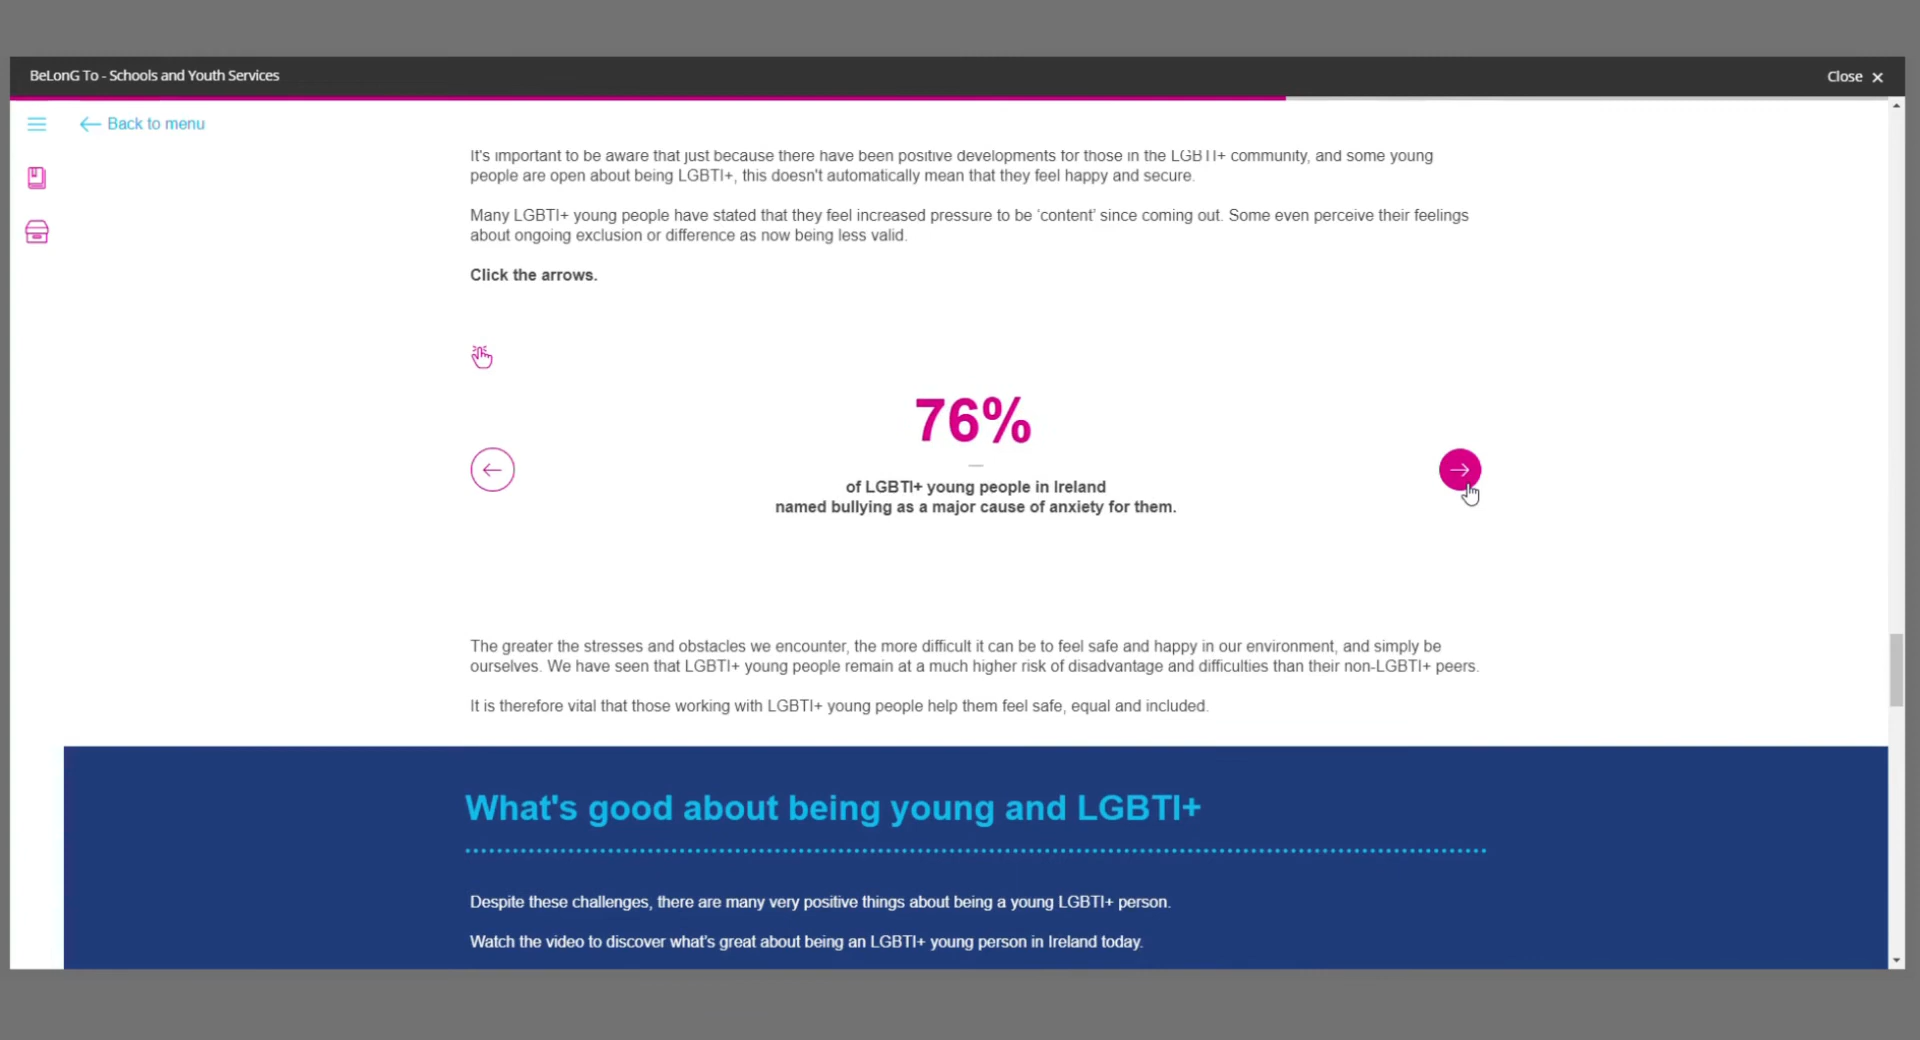 BeLonG To - Schools and Youth Services
Close
Back to menu
It's important to be aware that just because there have been positive developments for those in the LGBTI+ community, and some young
people are open about being LGBTI+, this doesn't automatically mean that they feel happy and secure.
Many LGBTI+ young people have stated that they feel increased pressure to be ‘content’ since coming out. Some even perceive their feelings
about ongoing exclusion or difference as now being less valid.
Click the arrows.
76%
of LGBTI+ young people in Ireland
named bullying as a major cause of anxiety for them.
The greater the stresses and obstacles we encounter, the more difficult it can be to feel safe and happy in our environment, and simply be
ourselves. We have seen that LGBTI+ young people remain at a much higher risk of disadvantage and difficulties than their non-LGBTI+ peers.
It is therefore vital that those working with LGBTI+ young people help them feel safe, equal and included.
What's good about being young and LGBTI+
Despite these challenges, there are many very positive things about being a young LGBTI+ person.
Watch the video to discover what's great about being an LGBTI+ young person in Ireland today.